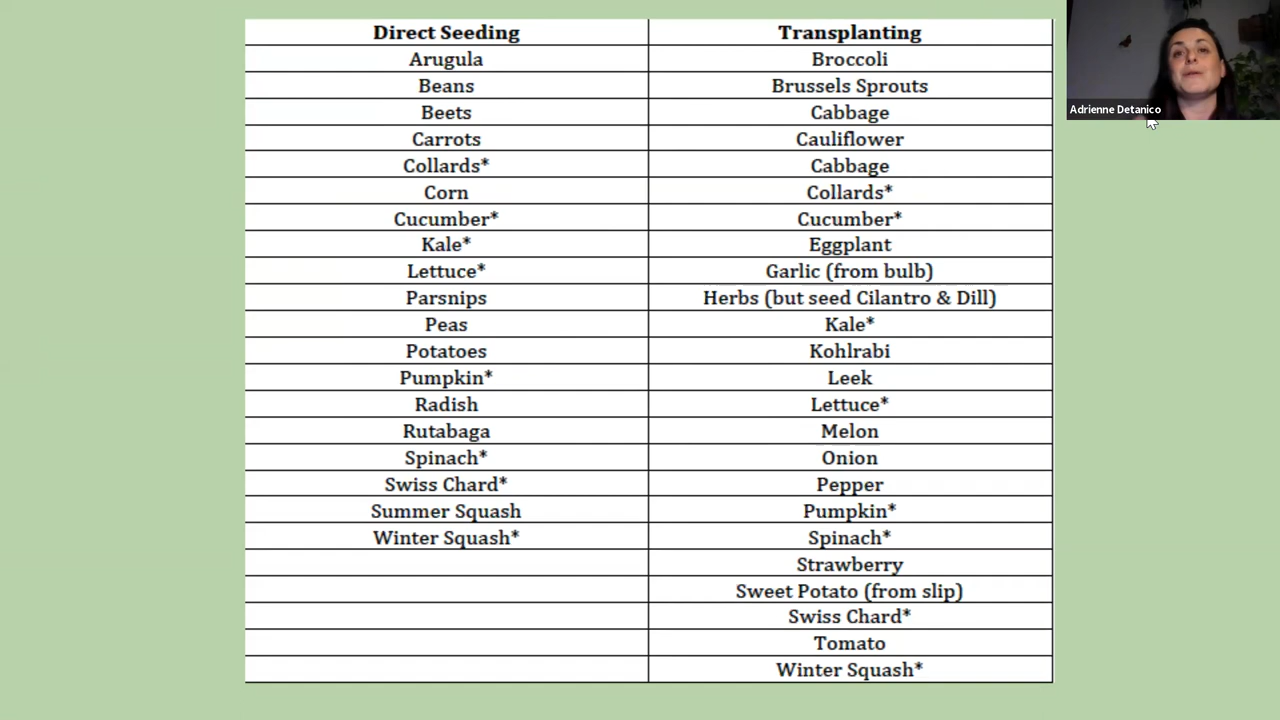 Direct Seeding Transplanting
Arugula Broccoli
Beans Brussels Sprouts
Beets Cabbage
Carrots Cauliflower
Collards* Cabbage
Corn Collards*
Cucumber* Cucumber*
Kale* Eggplant
Lettuce* Garlic (from bulb)
Parsnips Herbs (but seed Cilantro & Dill)
Peas Kale*
Potatoes Kohlrabi
Pumpkin* Leek
Radish Lettuce*
Rutabaga Melon
Spinach* Onion
Swiss Chard* Pepper
Summer Squash Pumpkin*
Winter Squash* Spinach*
Strawberry
Sweet Potato (from slip)
Swiss Chard*
Tomato
Winter Squash*
Adrienne Detanico